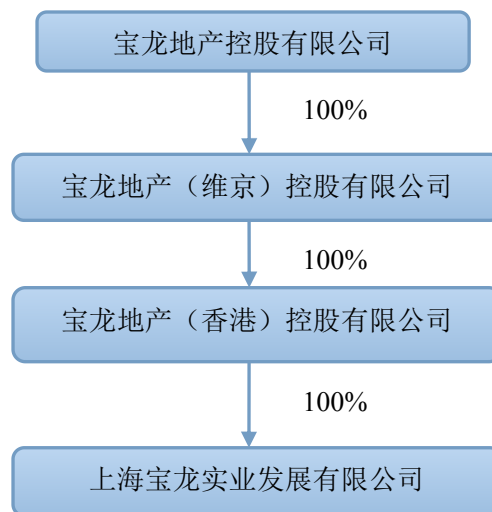 宝龙地产控股有限公司
100%
宝龙地产（维京）控股有限公司
100%
宝龙地产（香港）控股有限公司
100%
上海宝龙实业发展有限公司